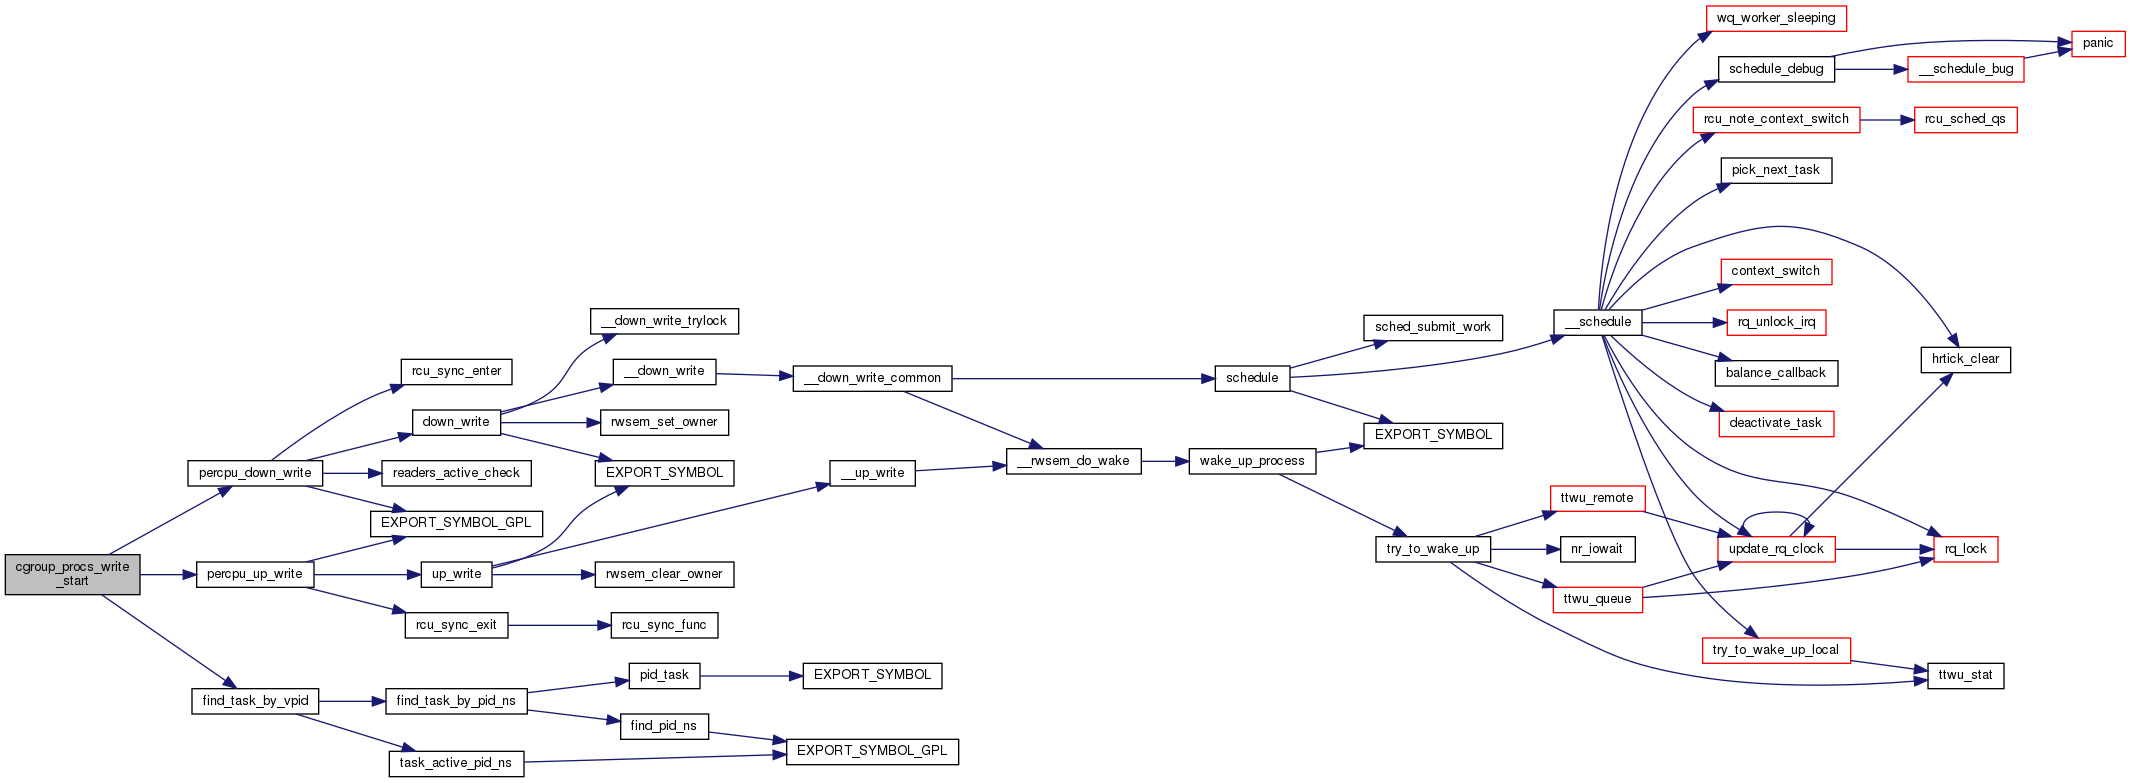 wq_worker_sleeping
panic
schedule_debug
__schedule_bug
rcu_note_context_switch
rcu_sched_qs
pick_next_task
context_switch
__down_write_trylock
sched_submit_work
__schedule
rq_unlock_irq
hrtick_clear
rcu_sync_enter
__down_write
__down_write_common
schedule
balance_callback
down_write
rwsem_set_owner
deactivate_task
EXPORT_SYMBOL
percpu_down_write
readers_active_check
EXPORT_SYMBOL
__up_write
__rwsem_do_wake
wake_up_process
ttwu_remote
EXPORT_SYMBOL_GPL
try_to_wake_up
nr_iowait
update_rq_clock
rq_lock
cgroup_procs_write
_start
percpu_up_write
up_write
rwsem_clear_owner
ttwu_queue
rcu_sync_exit
rcu_sync_func
try_to_wake_up_local
pid_task
EXPORT_SYMBOL
ttwu_stat
find_task_by_vpid
find_task_by_pid_ns
find_pid_ns
EXPORT_SYMBOL_GPL
task_active_pid_ns